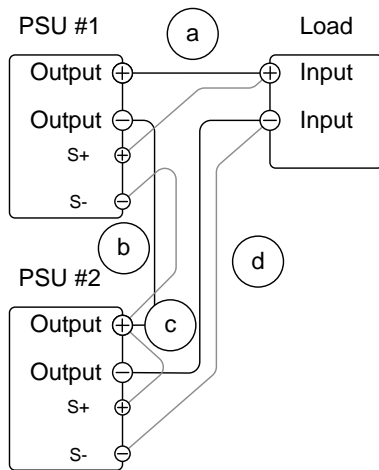 PSU #1
a
Load
Output
Input
Output
Input
S+
S-
b
d
PSU #2
Output
c
Output
S+
S-